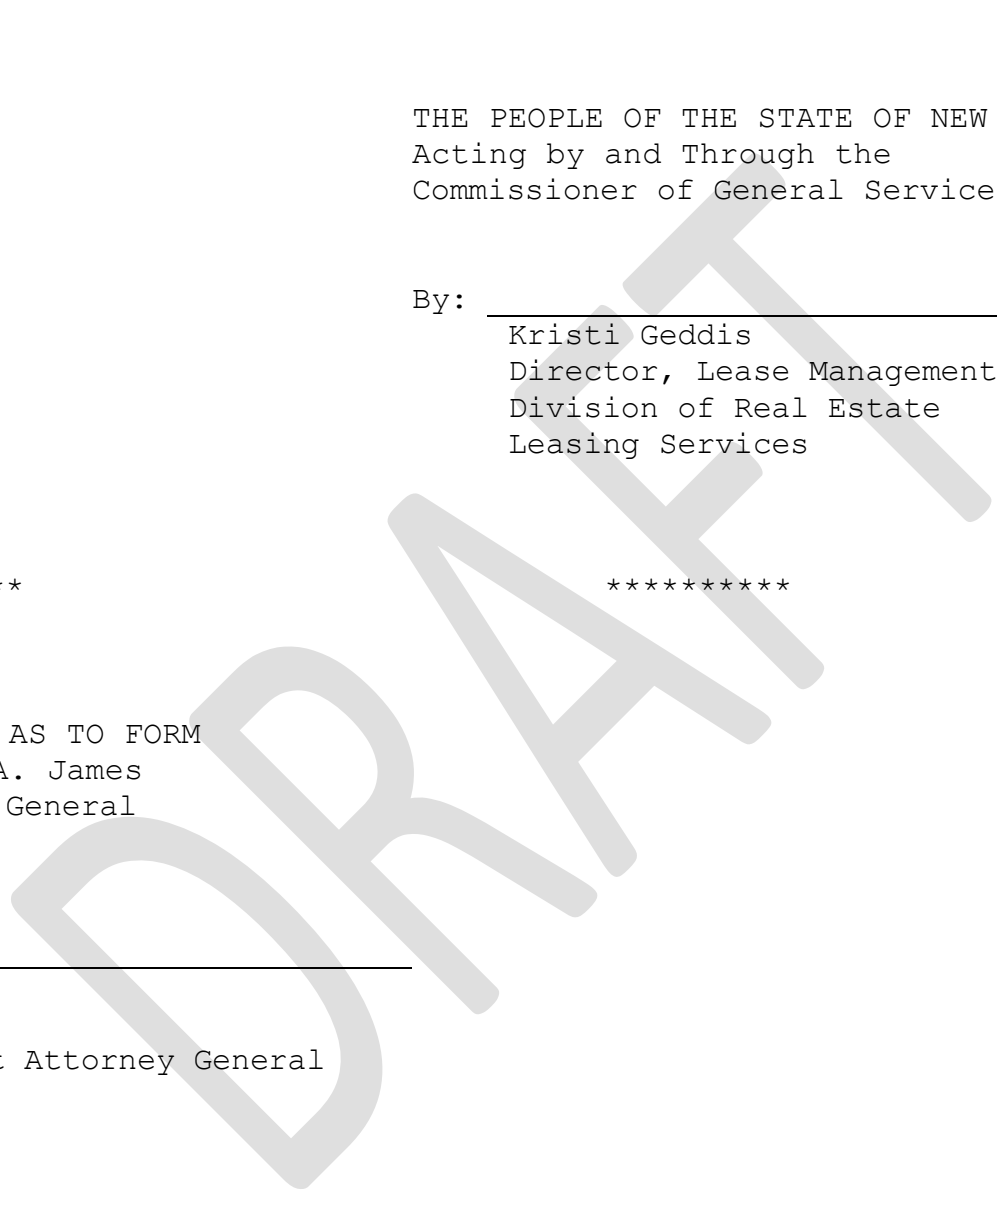 THE PEOPLE OF THE STATE OF NEW
Acting by and Through the
Commissioner of General Service
By:
Kristi Geddis
Director, Lease Management
Division of Real Estate
Leasing Services
** **********
AS TO FORM
A. James
General
t Attorney General
DRAFT